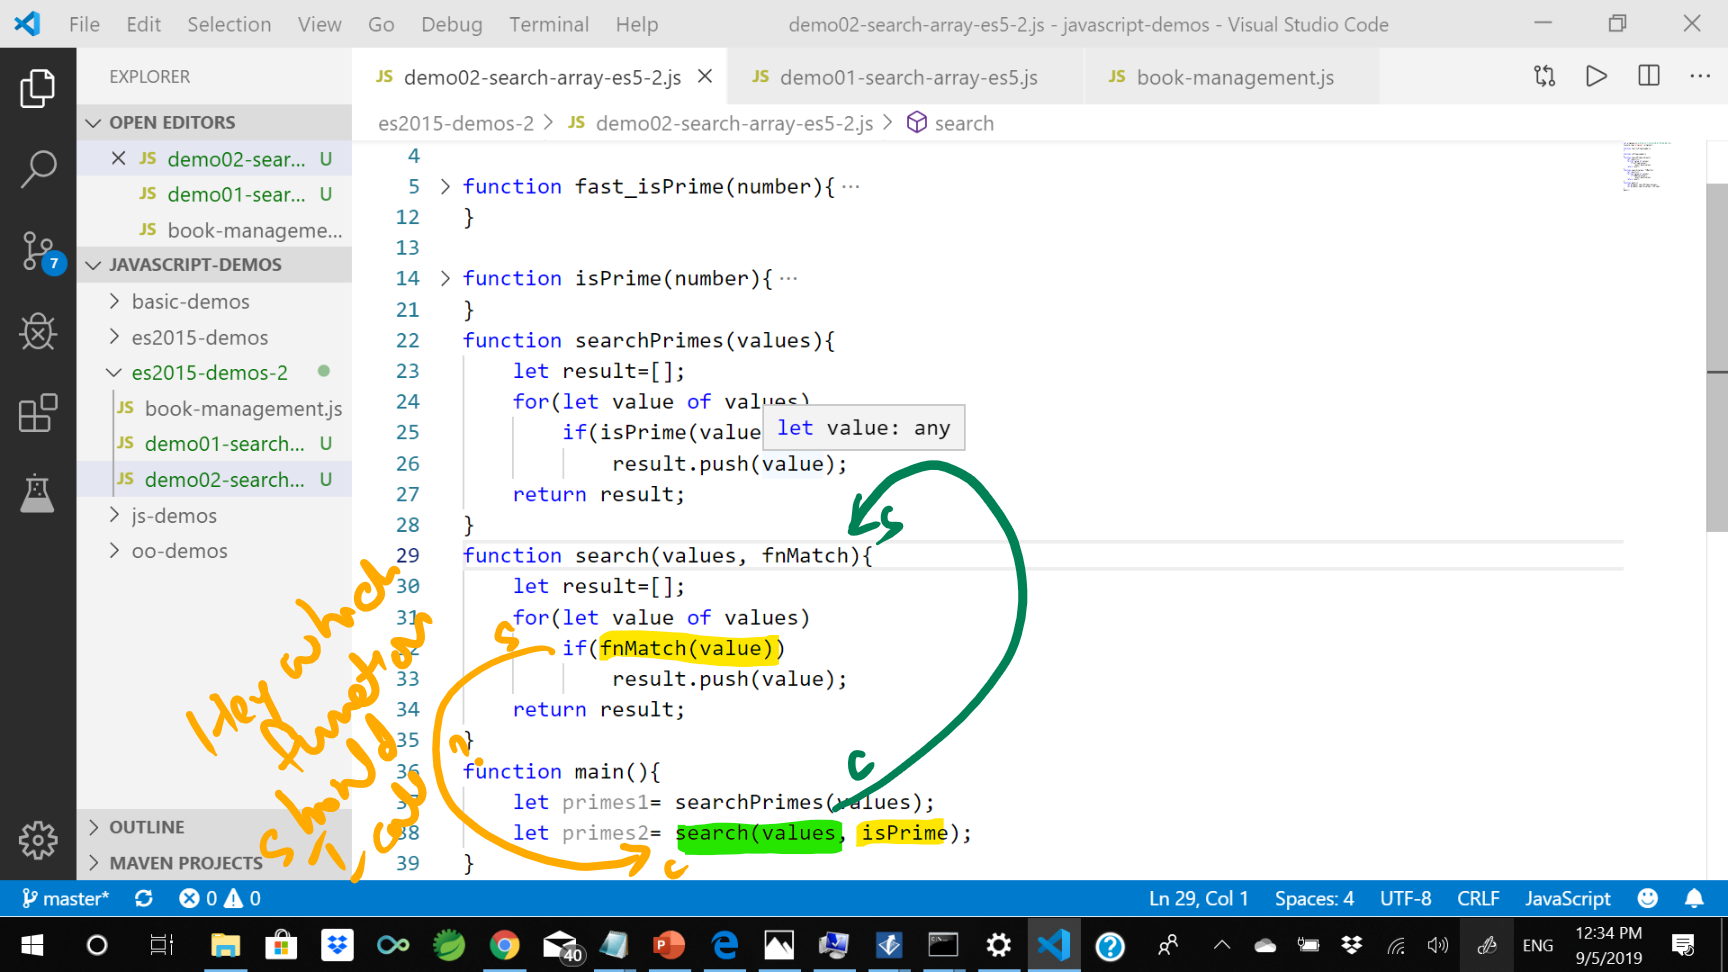 File Edit Selection View Go Debug Terminal Help demo02-search-array-es5-2.js - javascript-demos - Visual Studio Code
EXPLORER
JS demo02-search-array-es5-2.js
JS demo01-search-array-es5.js
JS book-management.js
OPEN EDITORS
JS demo02-sear... U
JS demo01-sear... U
JS book-manageme...
7
JAVASCRIPT-DEMOS
basic-demos
es2015-demos
es2015-demos-2
JS book-management.js
JS demo01-search... U
JS demo02-search... U
js-demos
oo-demos
OUTLINE
MAVEN PROJECTS
es2015-demos-2 > JS demo02-search-array-es5-2.js > search
4
5 function fast_isPrime(number){ ...
12 }
13
14 function isPrime(number){ ...
21 }
22 function searchPrimes(values){
23 let result=[];
24 for(let value of values)
25 if(isPrime(value
let value: any
26 result.push(value);
27 return result;
28 }
29 function search(values, fnMatch){
30 let result=[];
31 for(let value of values)
32 if(fnMatch(value))
33 result.push(value);
34 return result;
35 }
36 function main(){
37 let primes1= searchPrimes(values);
38 let primes2= search(values, isPrime);
39 }
S
C
S
?
C
Hey which
function
should
I call
master* 0 0 Ln 29, Col 1 Spaces: 4 UTF-8 CRLF JavaScript
40
ENG
12:34 PM
9/5/2019